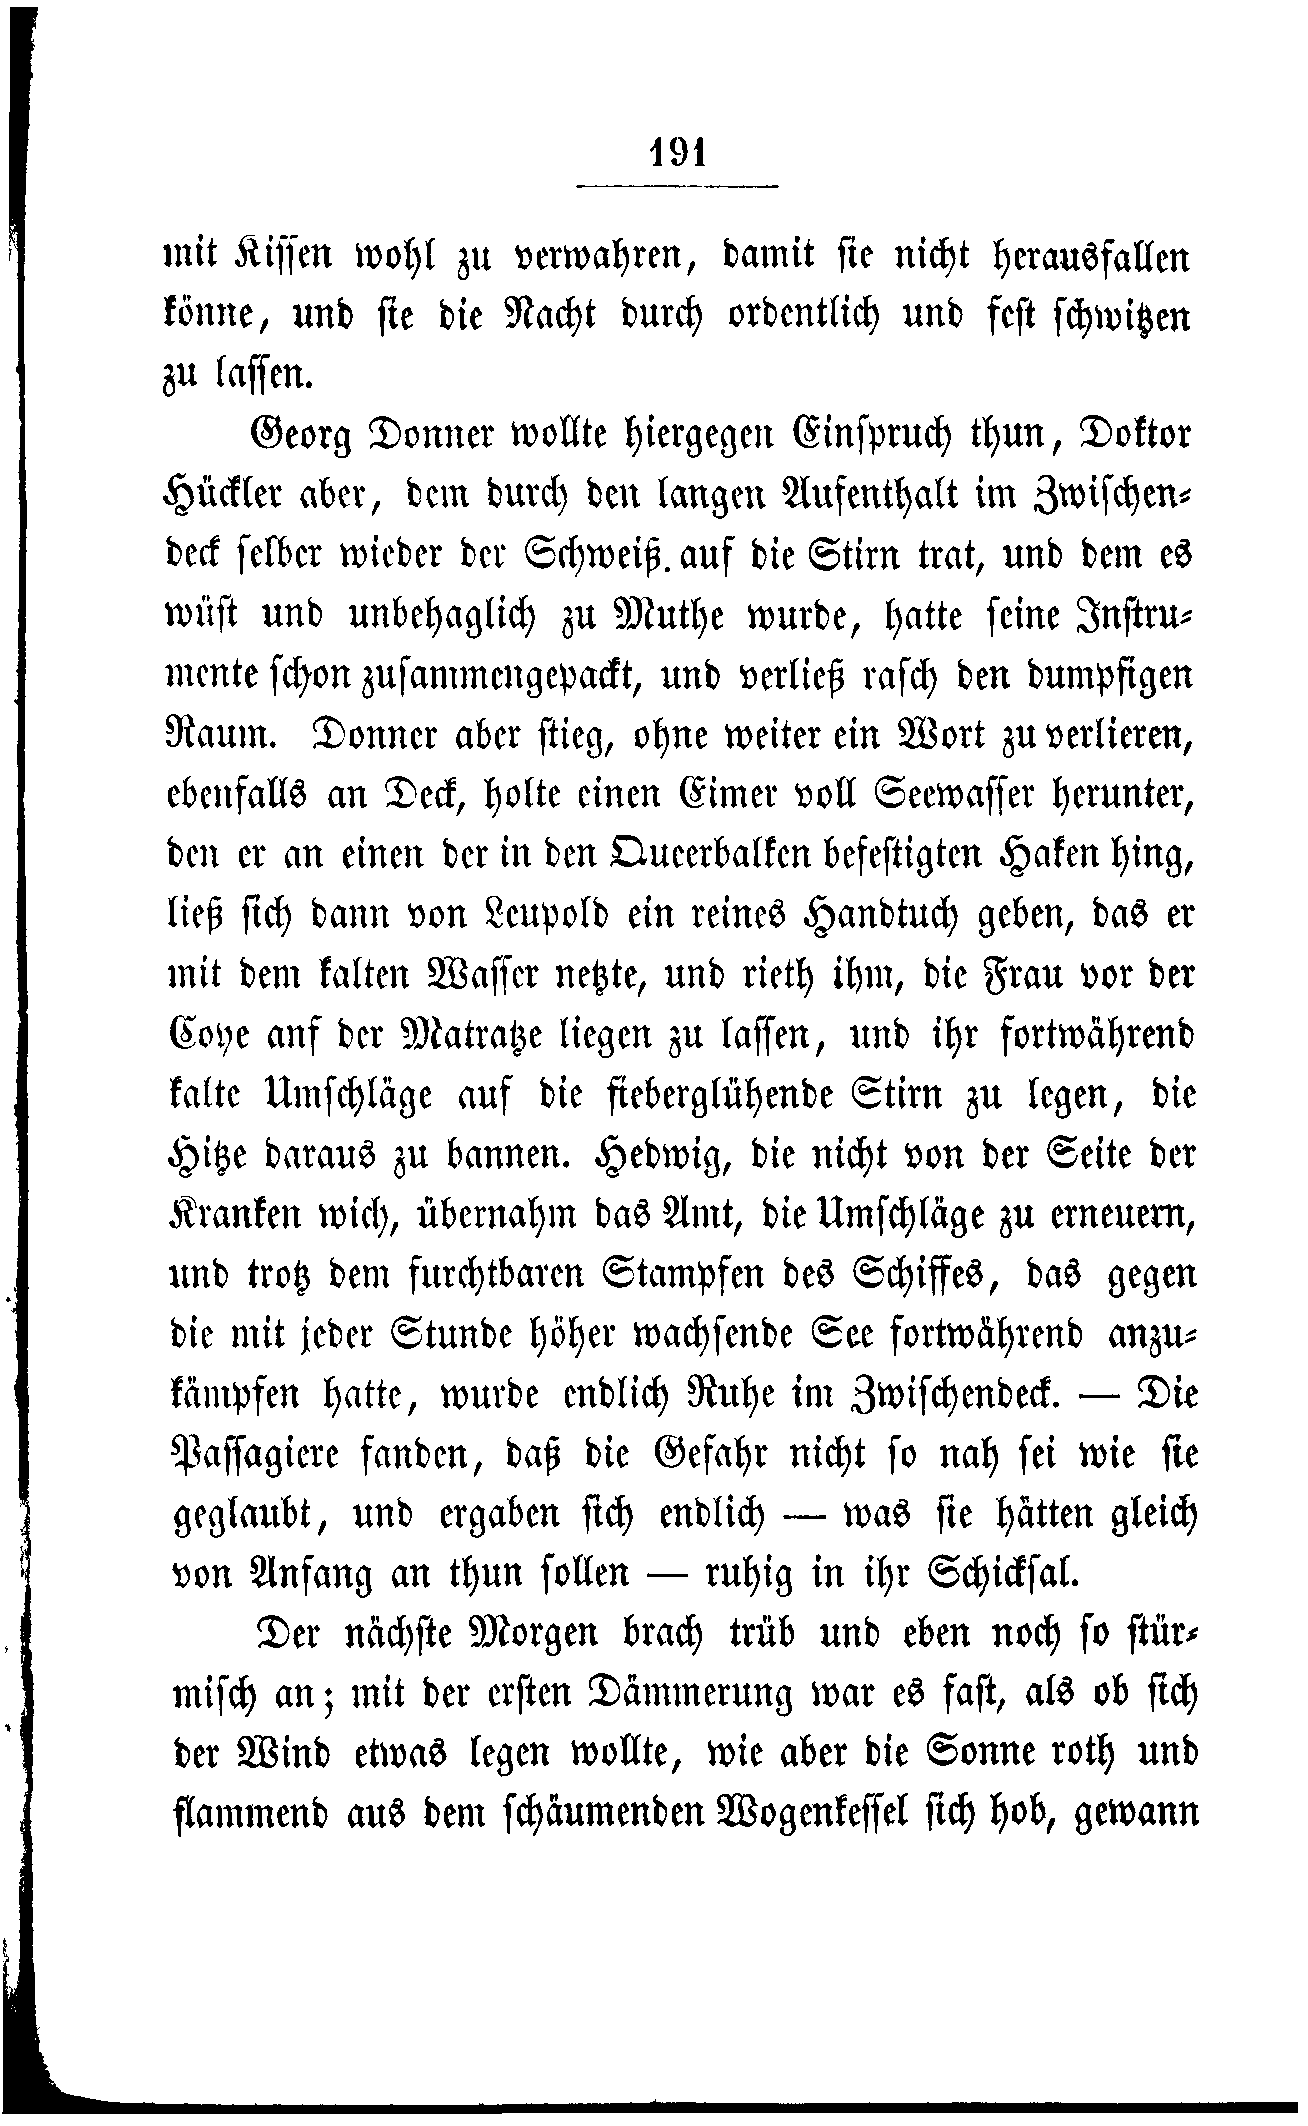 191
mit Kissen wohl zu verwahren, damit sie nicht herausfallen
könne, und sie die Nacht durch ordentlich und fest schwitzen
zu lassen.
Georg Donner wollte hiergegen Einspruch thun, Doktor
Hückler aber, dem durch den langen Aufenthalt im Zwischen-
deck selber wieder der Schweiß. auf die Stirn trat, und dem es
wüst und unbehaglich zu Muthe wurde, hatte seine Instru-
mente schon zusammengepackt, und verließ rasch den dumpfigen
Raum. Donner aber stieg, ohne weiter ein Wort zu verlieren,
ebenfalls an Deck, holte einen Eimer voll Seewasser herunter,
den er an einen der in den Queerbalken befestigten Haken hing,
ließ sich dann von Leupold ein reines Handtuch geben, das er
mit dem kalten Wasser netzte, und rieth ihm, die Frau vor der
Coye anf der Matratze liegen zu lassen, und ihr fortwährend
kalte Umschläge auf die fieberglühende Stirn zu legen, die
Hitze daraus zu bannen. Hedwig, die nicht von der Seite der
Kranken wich, übernahm das Amt, die Umschläge zu erneuern,
und trotz dem furchtbaren Stampfen des Schiffes, das gegen
die mit jeder Stunde höher wachsende See fortwährend anzu-
kämpfen hatte, wurde endlich Ruhe im Zwischendeck. — Die
Passagiere fanden, daß die Gefahr nicht so nah sei wie sie
geglaubt, und ergaben sich endlich — was sie hätten gleich
von Anfang an thun sollen — ruhig in ihr Schicksal.
Der nächste Morgen brach trüb und eben noch so stür-
misch an; mit der ersten Dämmerung war es fast, als ob sich
der Wind etwas legen wollte, wie aber die Sonne roth und
flammend aus dem schäumenden Wogenkessel sich hob, gewann